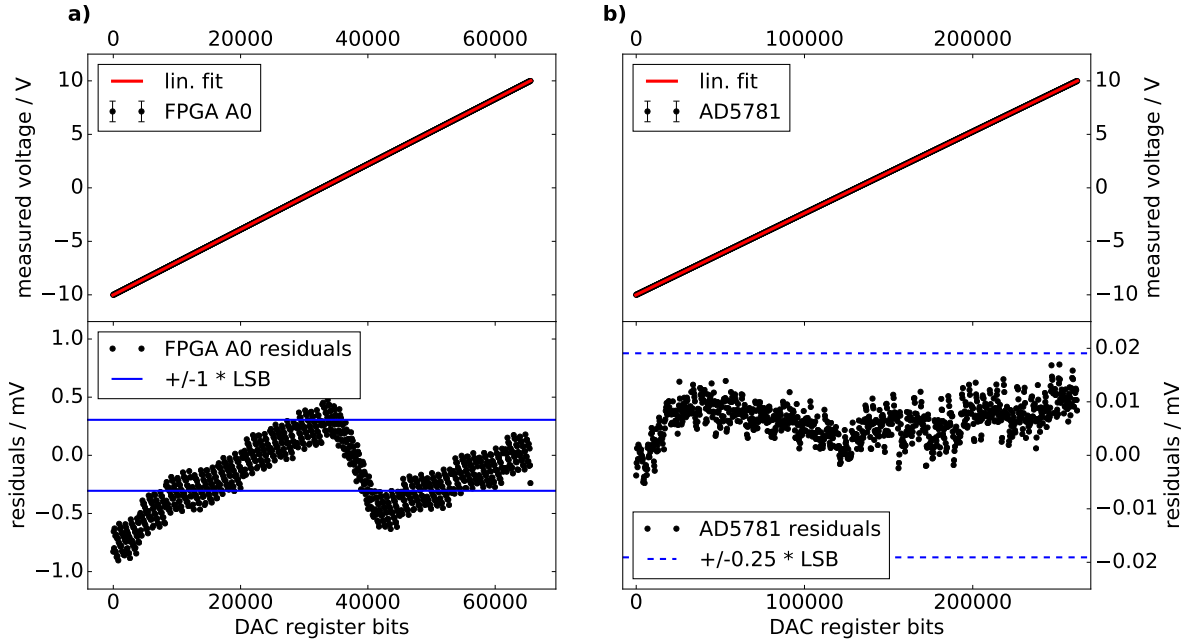 a)
0 20000 40000 60000
measured voltage / V
10
5
0
−5
−10
lin. fit
FPGA A0
residuals / mV
1.0
0.5
0.0
−0.5
−1.0
FPGA A0 residuals
+/-1 * LSB
0 20000 40000 60000
DAC register bits
b)
0 100000 200000
lin. fit
AD5781
10
5
0
−5
−10
measured voltage / V
0.02
0.01
0.00
−0.01
−0.02
residuals / mV
AD5781 residuals
+/-0.25 * LSB
0 100000 200000
DAC register bits